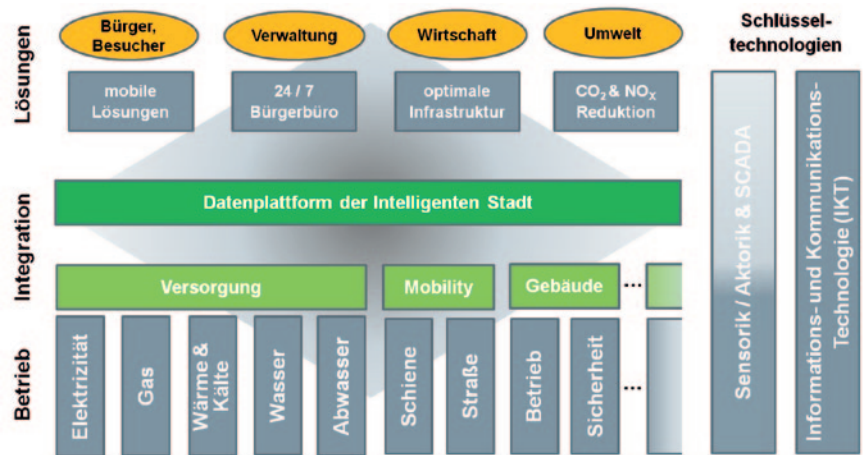 Lösungen
Bürger,
Besucher
Verwaltung
Wirtschaft
Umwelt
mobile
Lösungen
24 / 7
Bürgerbüro
optimale
Infrastruktur
CO₂ & NOₓ
Reduktion
Integration
Datenplattform der Intelligenten Stadt
Versorgung
Mobility
Gebäude
...
Betrieb
Elektrizität
Gas
Wärme &
Kälte
Wasser
Abwasser
Schiene
Straße
Betrieb
Sicherheit
...
Schlüssel-
technologien
Sensorik / Aktorik & SCADA
Informations- und Kommunikations-
Technologie (IKT)